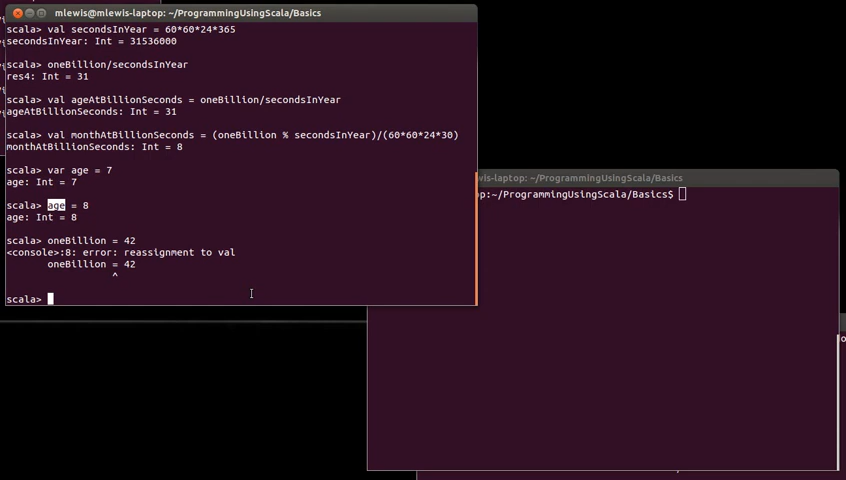 mlewis@mlewis-laptop: ~/ProgrammingUsingScala/Basics
scala> val secondsInYear = 60*60*24*365
secondsInYear: Int = 31536000
scala> oneBillion/secondsInYear
res4: Int = 31
scala> val ageAtBillionSeconds = oneBillion/secondsInYear
ageAtBillionSeconds: Int = 31
scala> val monthAtBillionSeconds = (oneBillion % secondsInYear)/(60*60*24*30)
monthAtBillionSeconds: Int = 8
scala> var age = 7
age: Int = 7
scala> age = 8
age: Int = 8
scala> oneBillion = 42
<console>:8: error: reassignment to val
oneBillion = 42
^
scala>
wis-laptop: ~/ProgrammingUsingScala/Basics
op:~/ProgrammingUsingScala/Basics$